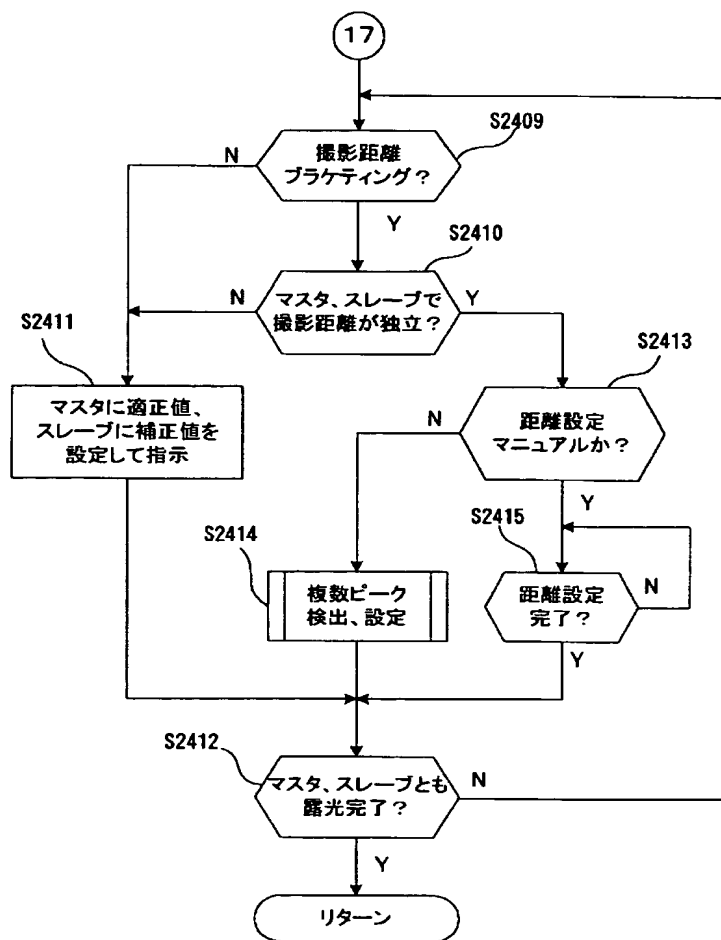 17
S2409
撮影距離
ブラケティング？
N
Y
S2410
マスタ、スレーブで
撮影距離が独立？
N
Y
S2411
マスタに適正値、
スレーブに補正値を
設定して指示
S2413
距離設定
マニュアルか？
N
Y
S2414
複数ピーク
検出、設定
S2415
距離設定
完了？
N
Y
S2412
マスタ、スレーブとも
露光完了？
N
Y
リターン